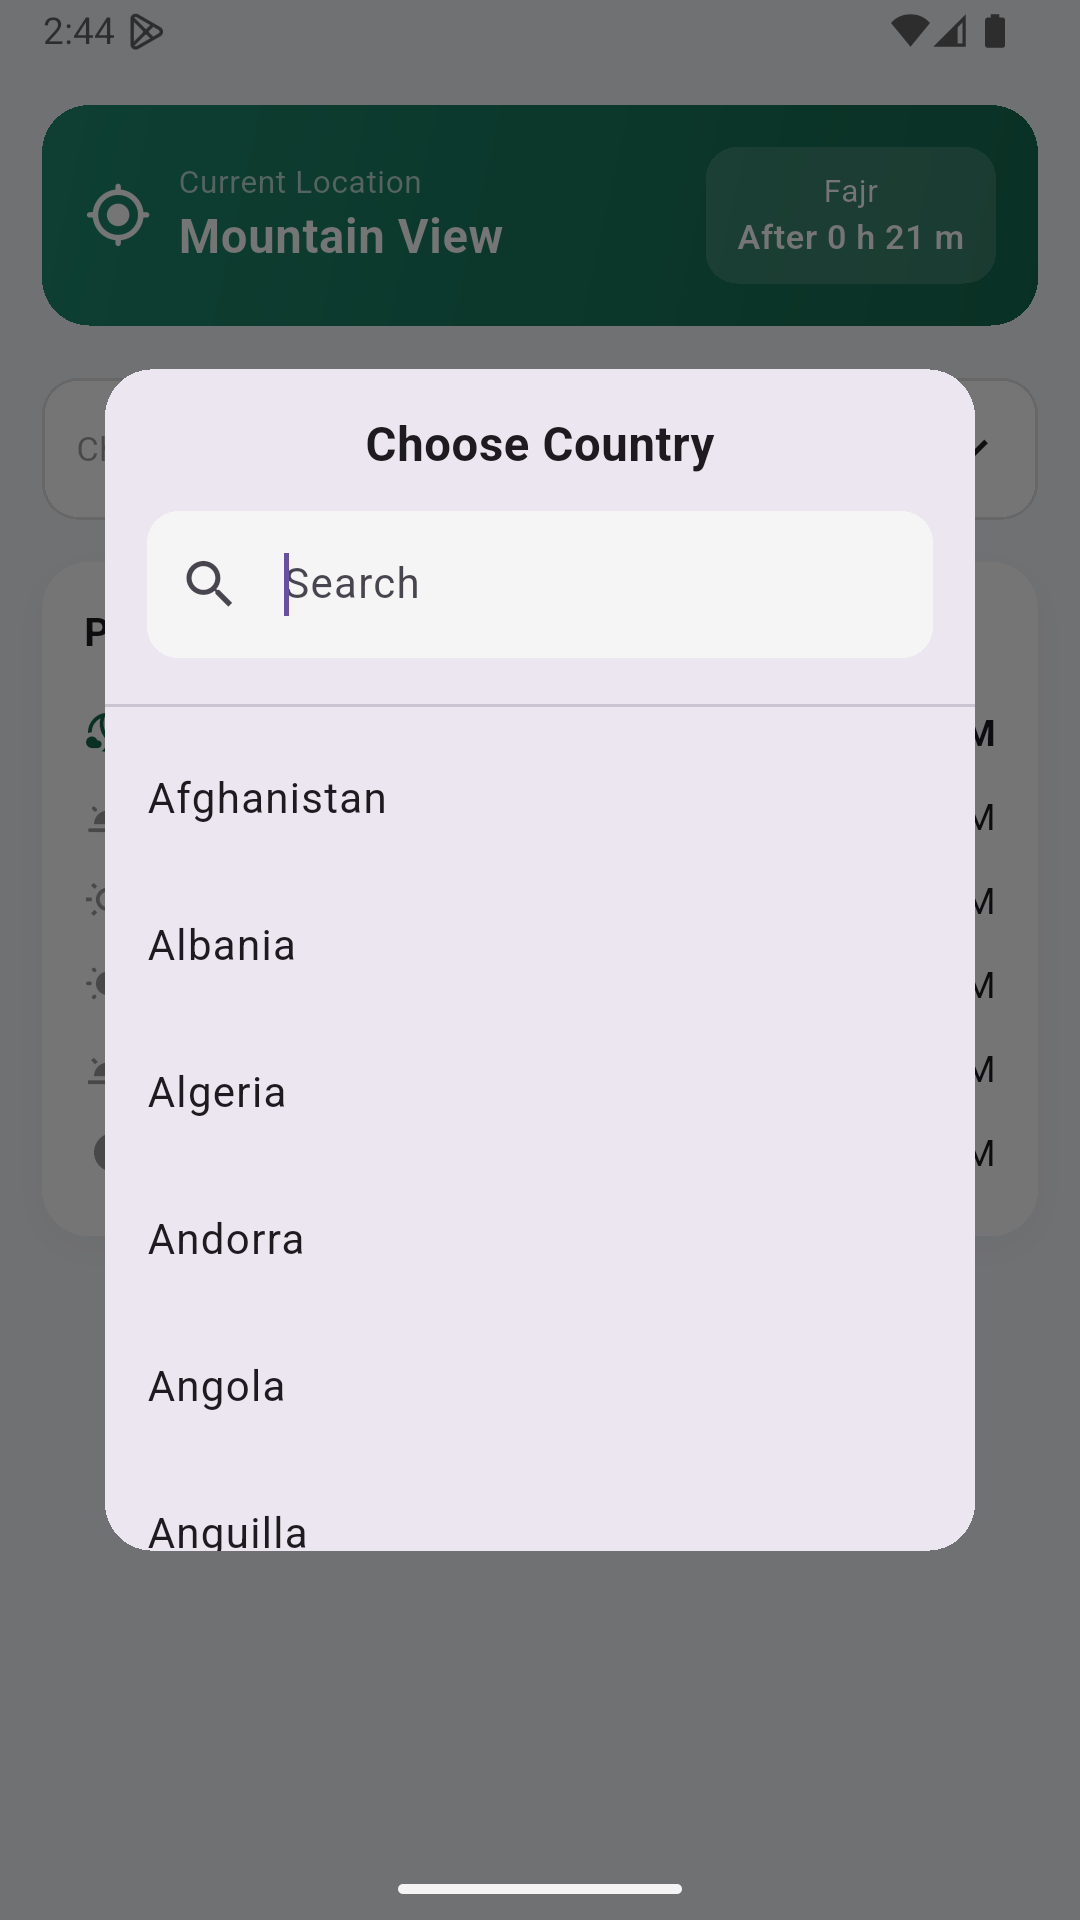 2:44
Current Location
Mountain View
Fajr
After 0 h 21 m
Choose Country
Search
Afghanistan
Albania
Algeria
Andorra
Angola
Anguilla